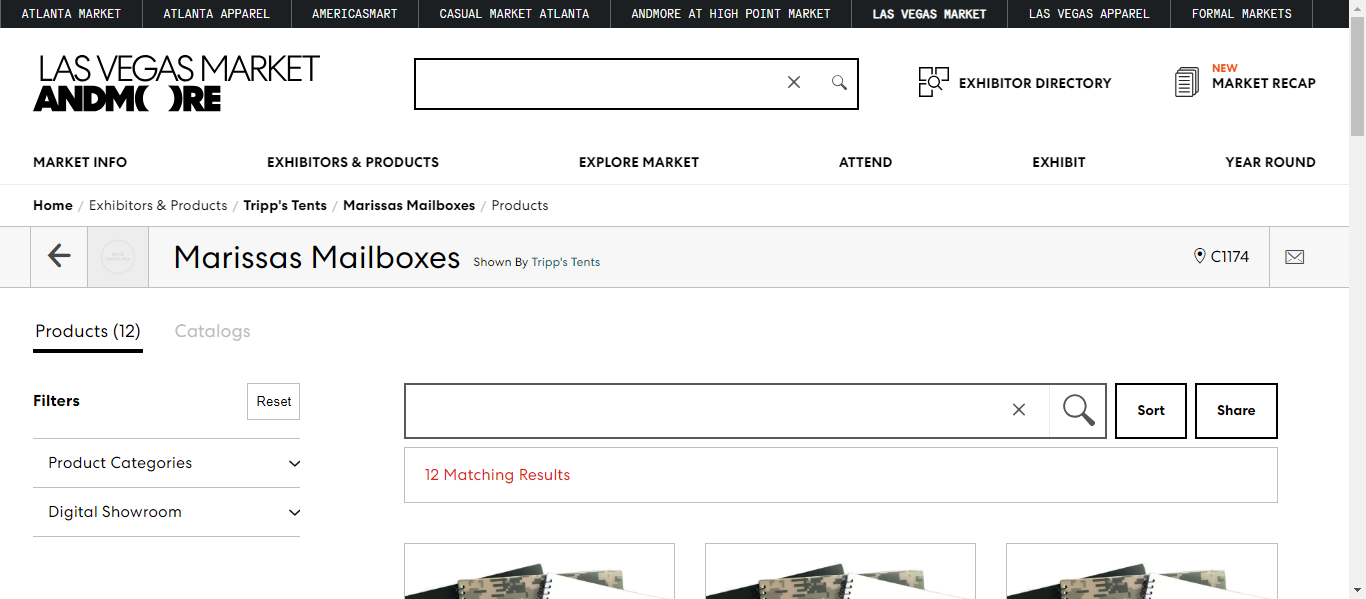 ATLANTA MARKET ATLANTA APPAREL AMERICASMART CASUAL MARKET ATLANTA ANDMORE AT HIGH POINT MARKET LAS VEGAS MARKET LAS VEGAS APPAREL FORMAL MARKETS
LAS VEGAS MARKET
ANDMORE
EXHIBITOR DIRECTORY
NEW
MARKET RECAP
MARKET INFO EXHIBITORS & PRODUCTS EXPLORE MARKET ATTEND EXHIBIT YEAR ROUND
Home / Exhibitors & Products / Tripp's Tents / Marissas Mailboxes / Products
Marissas Mailboxes Shown By Tripp's Tents C1174
Products (12) Catalogs
Filters Reset
Sort Share
Product Categories
12 Matching Results
Digital Showroom